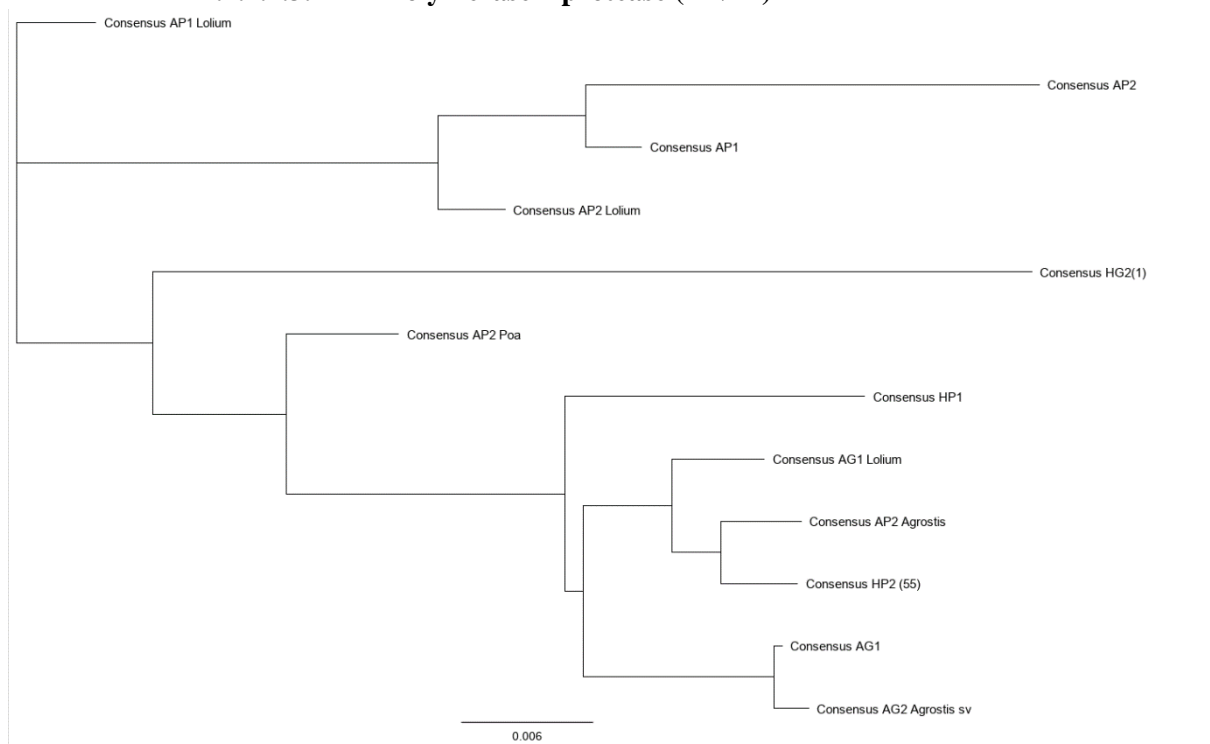 Consensus AP1 Lolium
Consensus AP2
Consensus AP1
Consensus AP2 Lolium
Consensus HG2(1)
Consensus AP2 Poa
Consensus HP1
Consensus AG1 Lolium
Consensus AP2 Agrostis
Consensus HP2 (55)
Consensus AG1
Consensus AG2 Agrostis sv
0.006